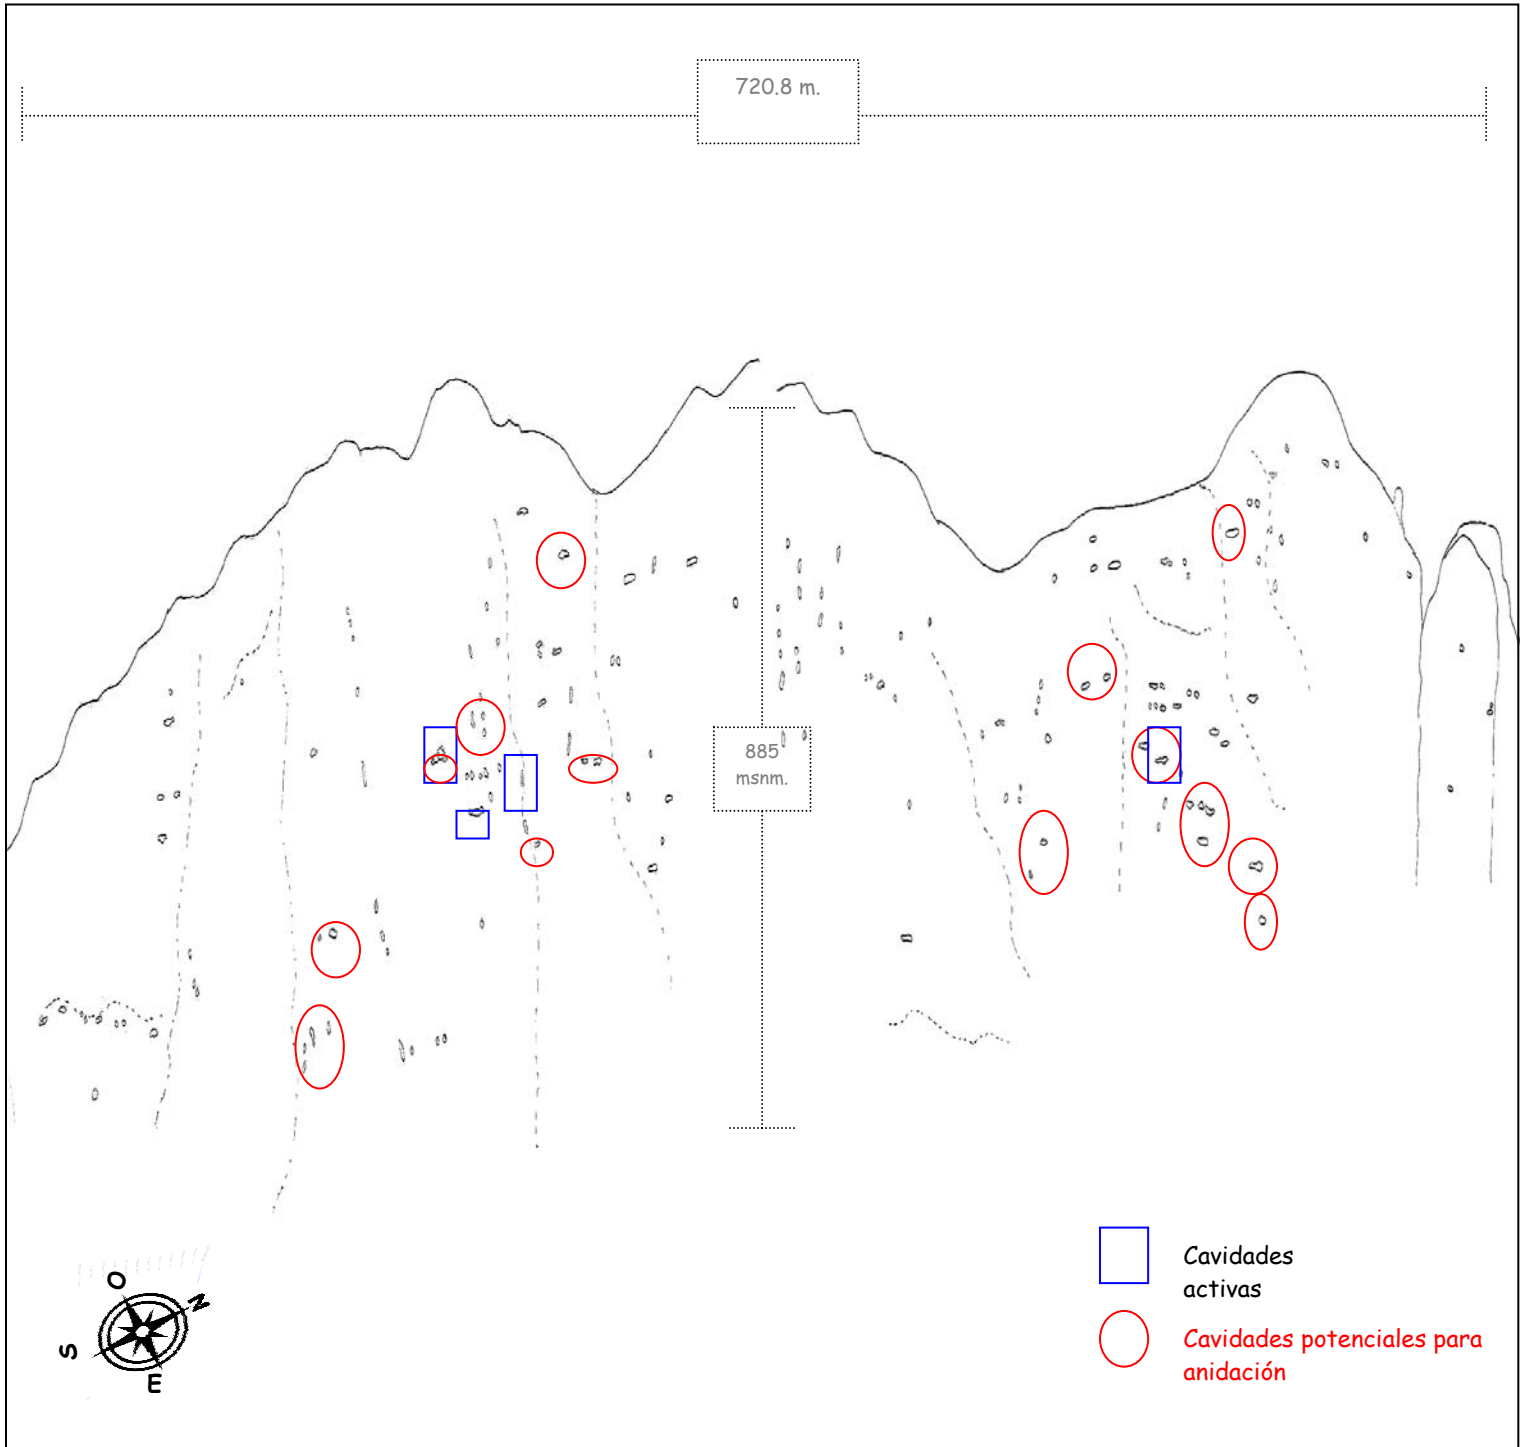 720.8 m.
885
msnm.
Cavidades
activas
Cavidades potenciales para
anidación
O
N
S
E